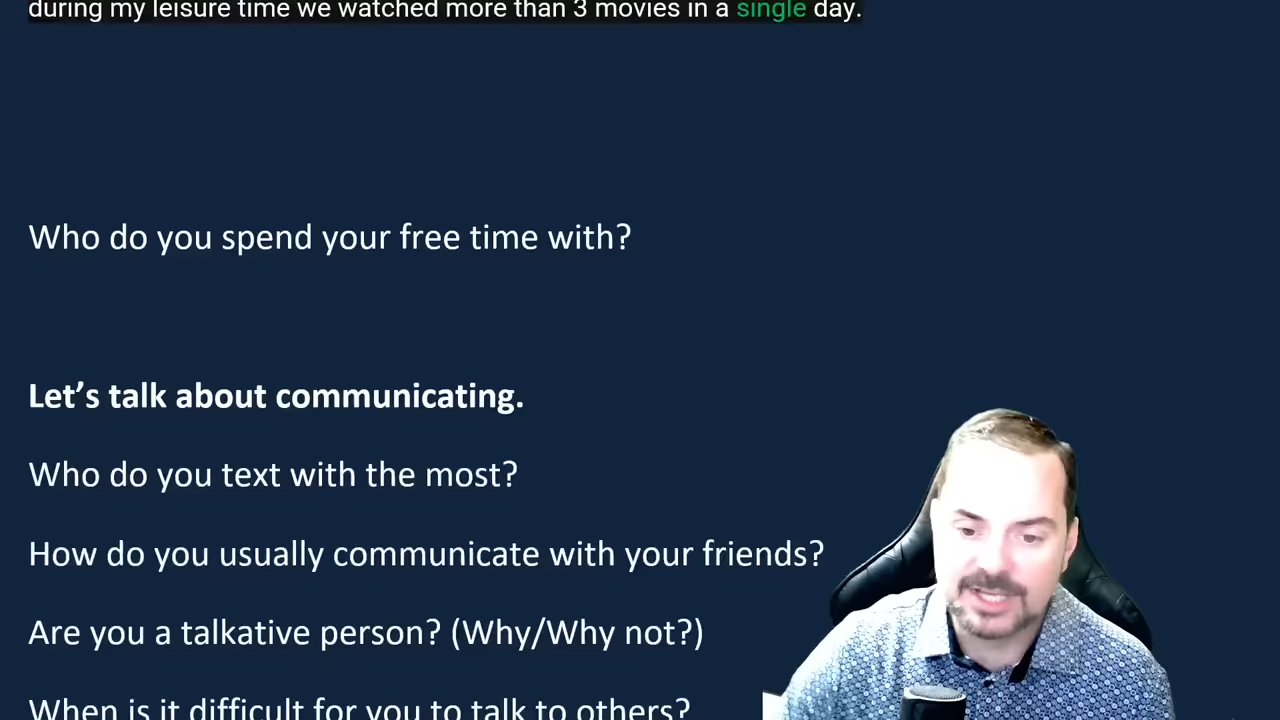 during my leisure time we watched more than 3 movies in a single day.
Who do you spend your free time with?
Let’s talk about communicating.
Who do you text with the most?
How do you usually communicate with your friends?
Are you a talkative person? (Why/Why not?)
When is it difficult for you to talk to others?